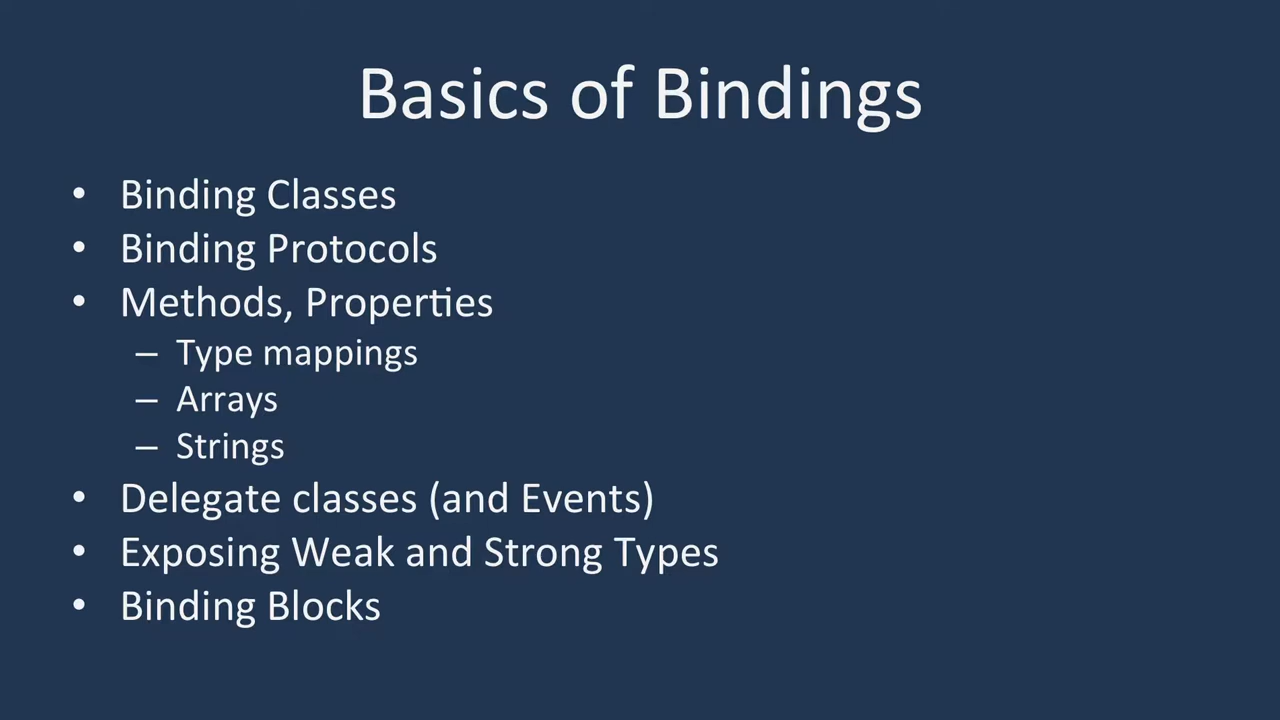 Basics of Bindings
• Binding Classes
• Binding Protocols
• Methods, Properties
– Type mappings
– Arrays
– Strings
• Delegate classes (and Events)
• Exposing Weak and Strong Types
• Binding Blocks